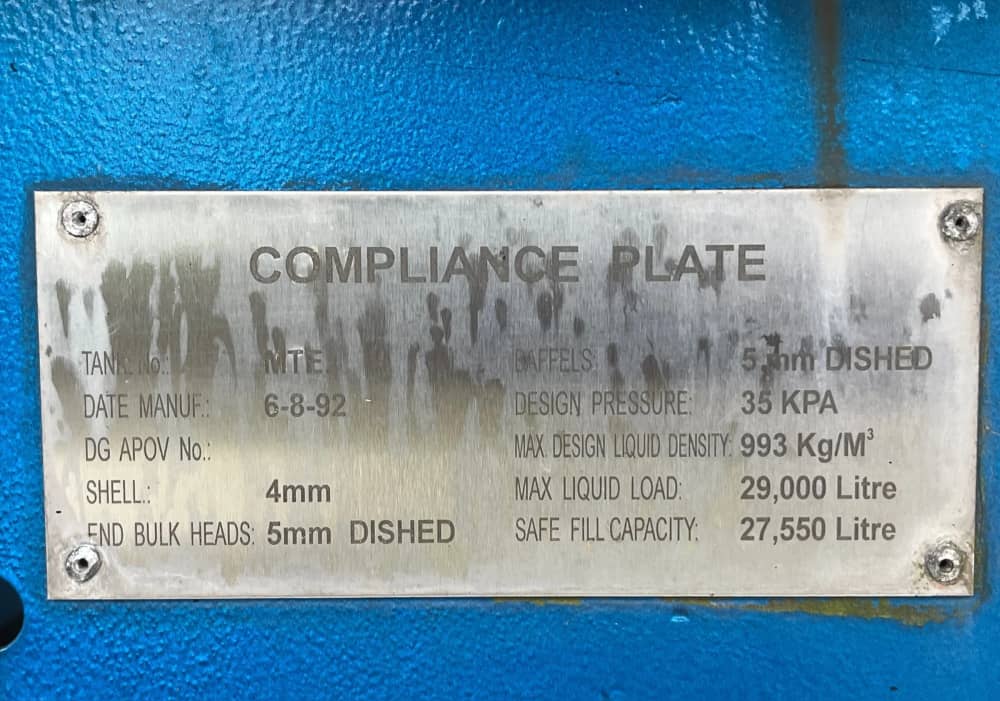 COMPLIANCE PLATE
TANK No.: MTE.
DATE MANUF.: 6-8-92
DG APOV No.:
SHELL.: 4mm
END BULK HEADS: 5mm DISHED
BAFFELS 5 mm DISHED
DESIGN PRESSURE: 35 KPA
MAX. DESIGN LIQUID DENSITY: 993 Kg/M³
MAX LIQUID LOAD: 29,000 Litre
SAFE FILL CAPACITY: 27,550 Litre